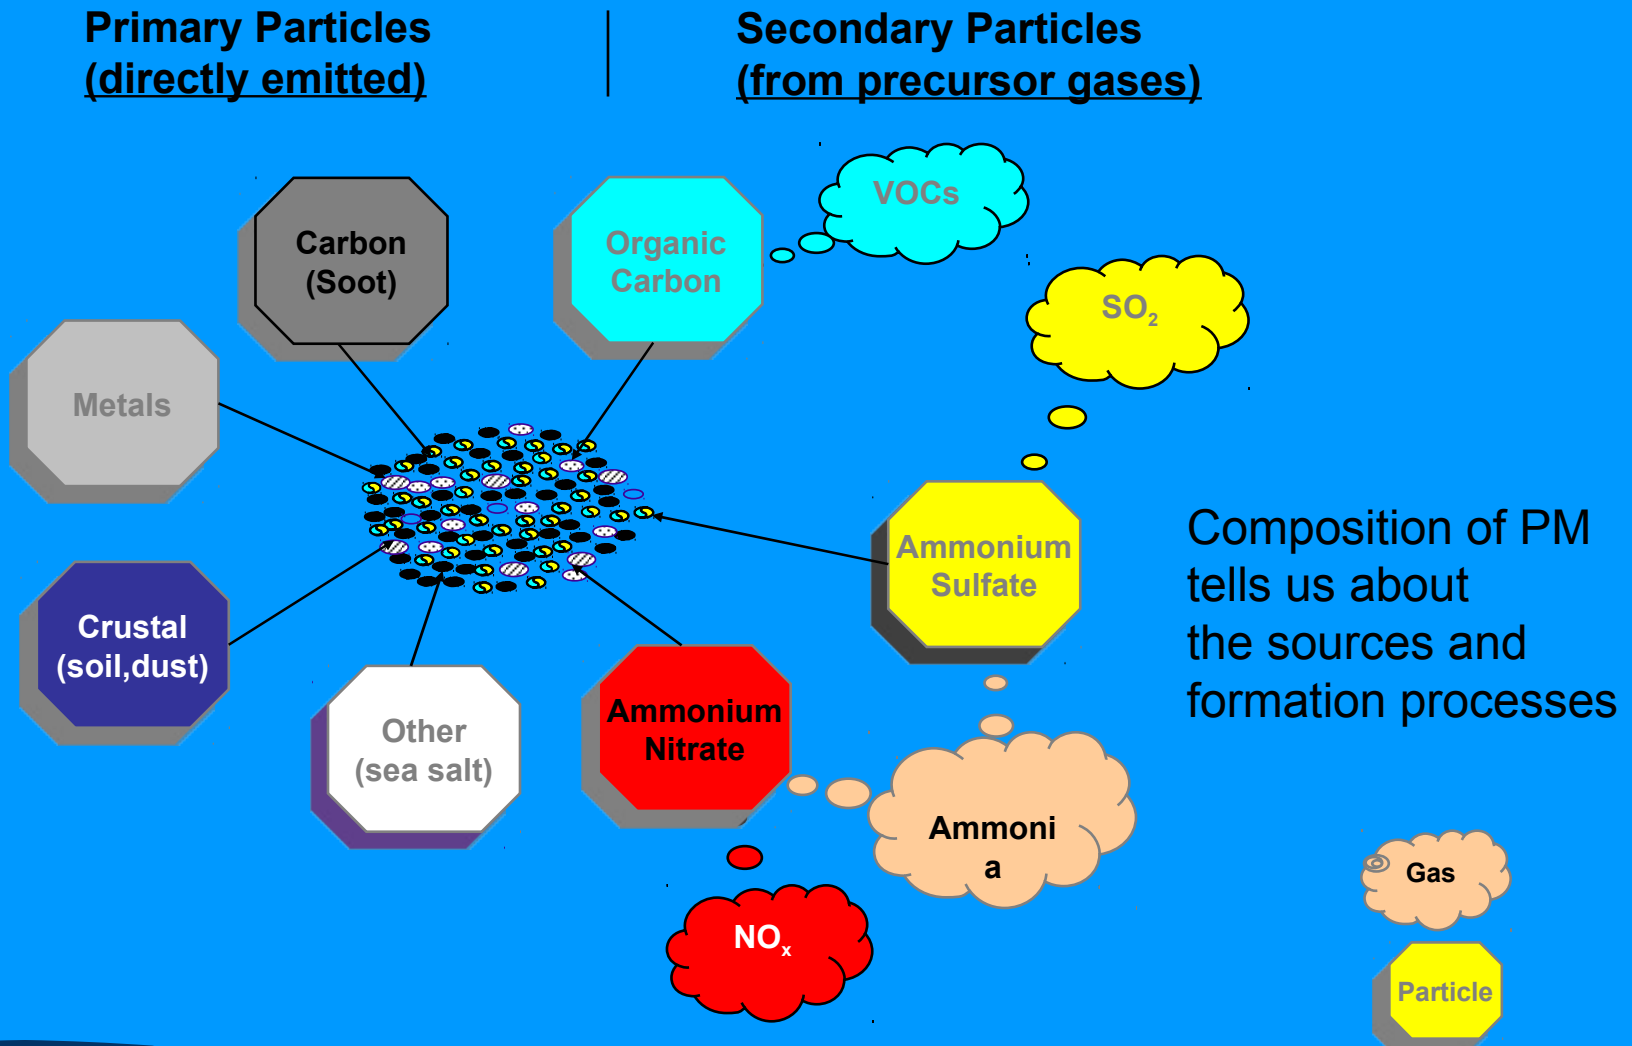 Primary Particles
(directly emitted)
Secondary Particles
(from precursor gases)
VOCs
Carbon
(Soot)
Organic
Carbon
SO₂
Metals
Ammonium
Sulfate
Composition of PM
tells us about
the sources and
formation processes
Crustal
(soil,dust)
Other
(sea salt)
Ammonium
Nitrate
Ammoni
a
Gas
NOₓ
Particle